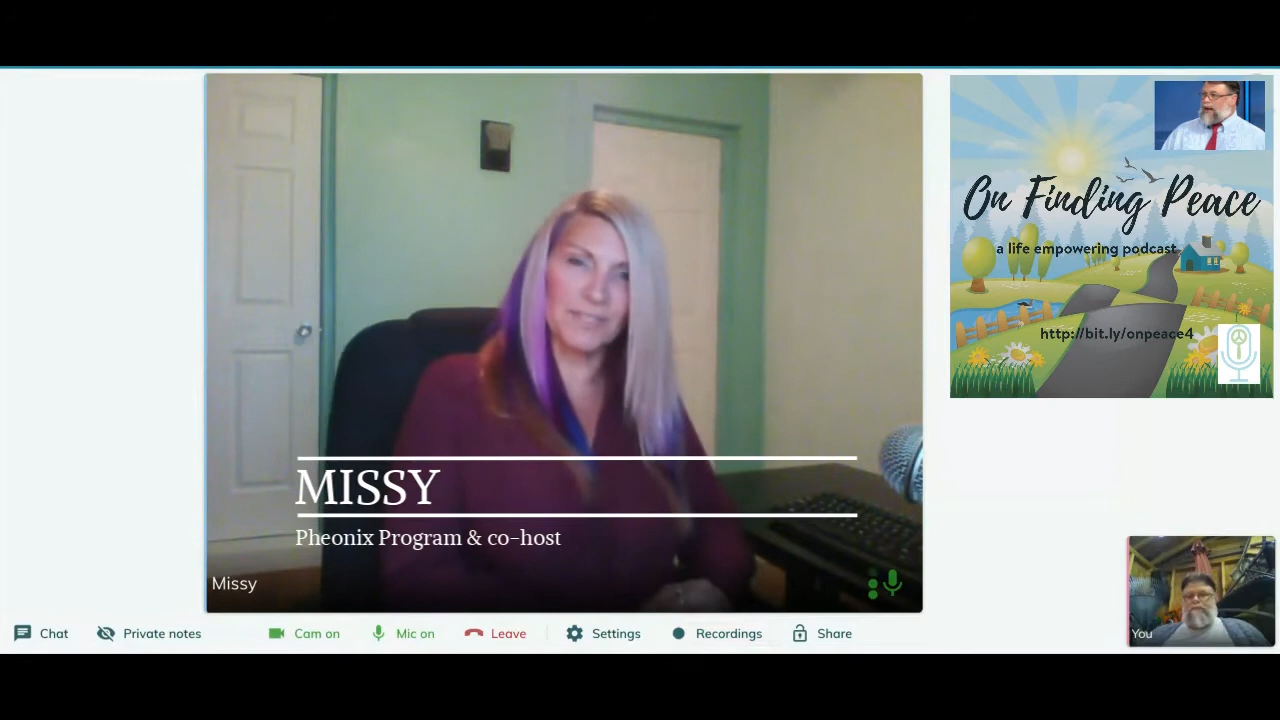 On Finding Peace
a life empowering podcast
http://bit.ly/onpeace4
MISSY
Pheonix Program & co-host
Missy
You
Chat
Private notes
Cam on
Mic on
Leave
Settings
Recordings
Share